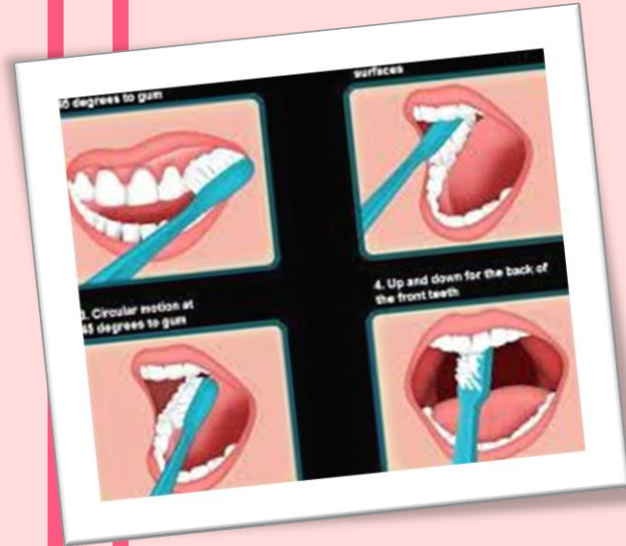 degrees to gum
surfaces
Circular motion at
45 degrees to gum
4. Up and down for the back of
the front teeth